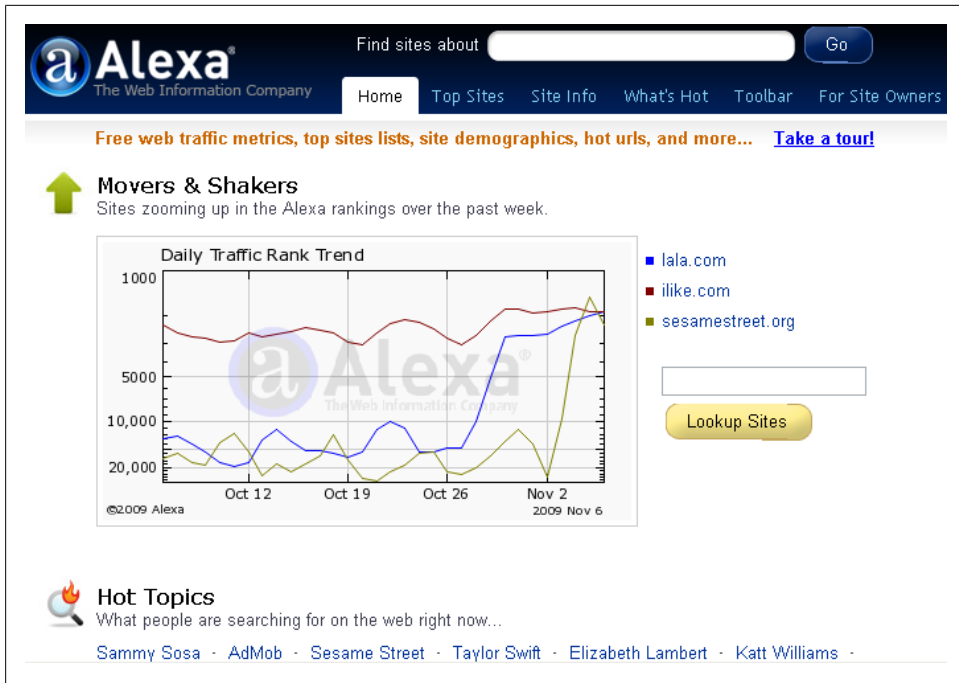 Alexa®
The Web Information Company
Find sites about
Go
Home Top Sites Site Info What's Hot Toolbar For Site Owners
Free web traffic metrics, top sites lists, site demographics, hot urls, and more... Take a tour!
Movers & Shakers
Sites zooming up in the Alexa rankings over the past week.
Daily Traffic Rank Trend
1000
5000
10,000
20,000
Alexa®
The Web Information Company
Oct 12 Oct 19 Oct 26 Nov 2
©2009 Alexa
2009 Nov 6
lala.com
ilike.com
sesamestreet.org
Lookup Sites
Hot Topics
What people are searching for on the web right now...
Sammy Sosa - AdMob - Sesame Street - Taylor Swift - Elizabeth Lambert - Katt Williams -